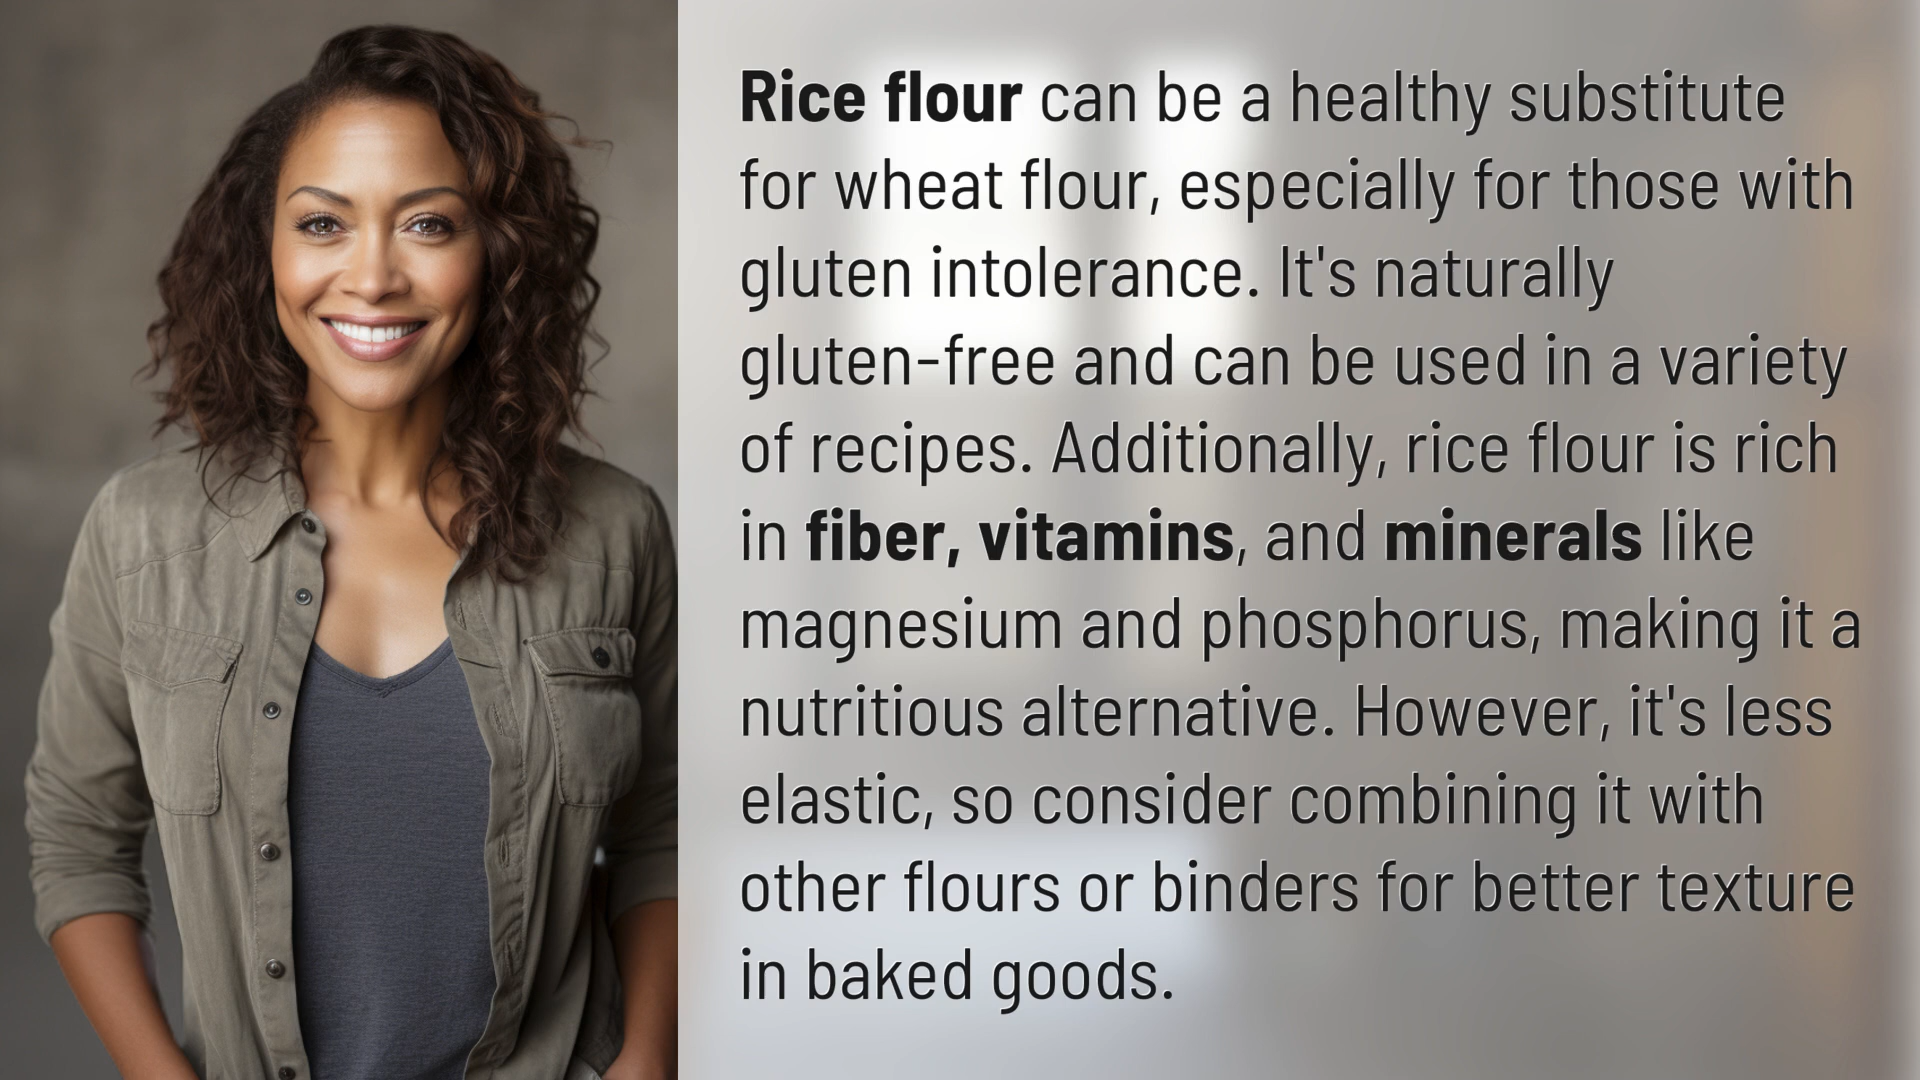 Rice flour can be a healthy substitute
for wheat flour, especially for those with
gluten intolerance. It's naturally
gluten-free and can be used in a variety
of recipes. Additionally, rice flour is rich
in fiber, vitamins, and minerals like
magnesium and phosphorus, making it a
nutritious alternative. However, it's less
elastic, so consider combining it with
other flours or binders for better texture
in baked goods.